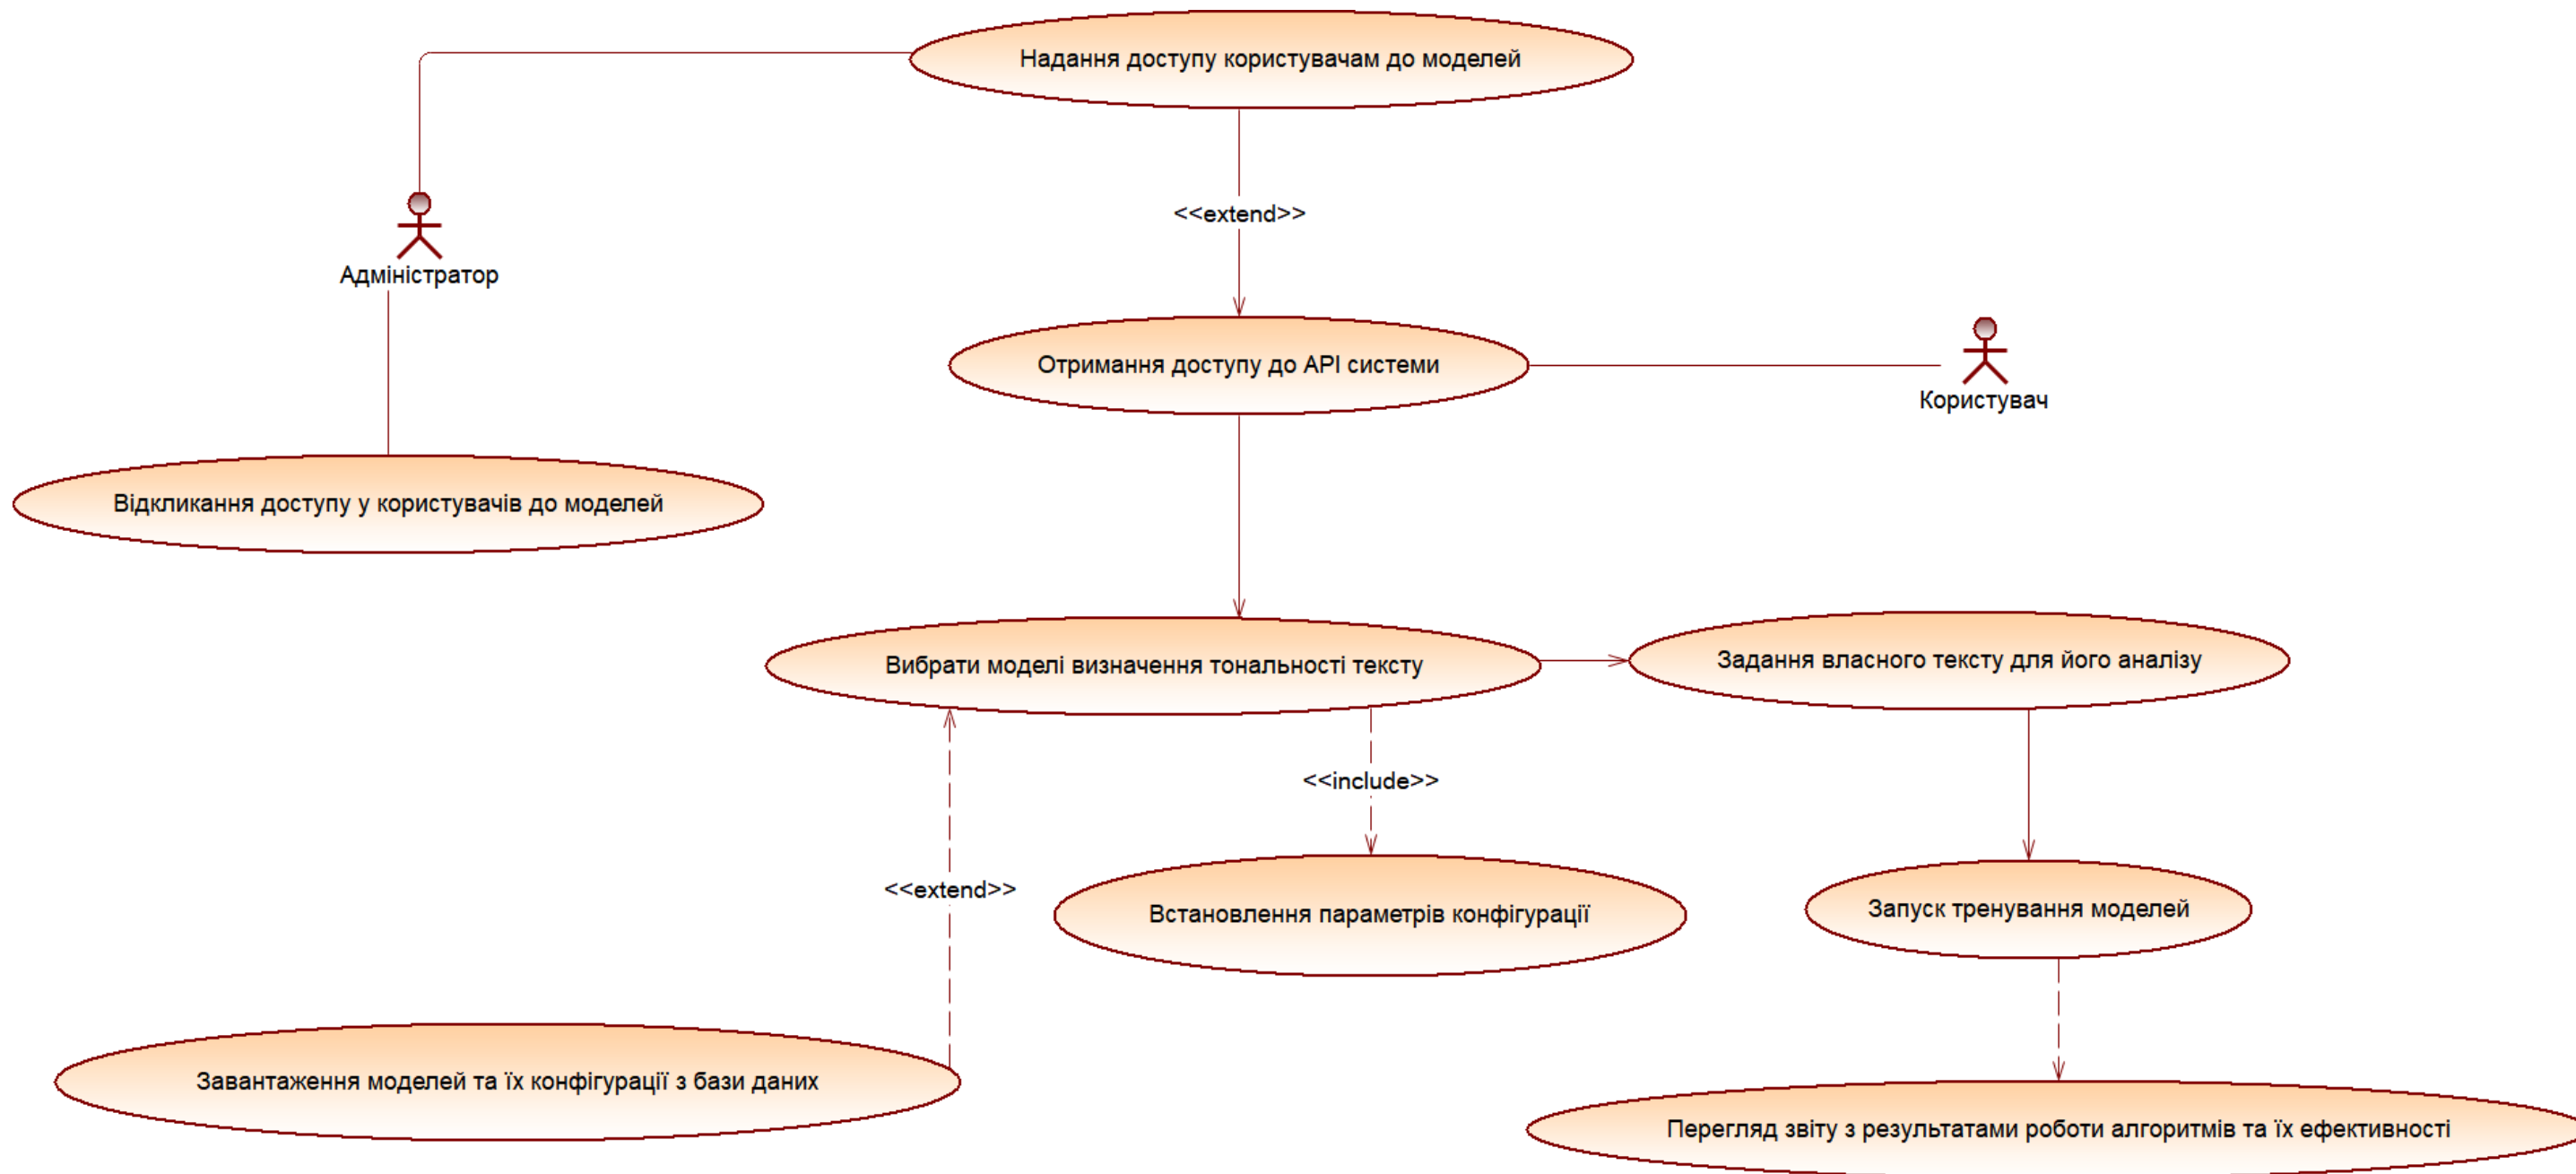 Надання доступу користувачам до моделей
<<extend>>
Адміністратор
Отримання доступу до API системи
Користувач
Відкликання доступу у користувачів до моделей
Вибрати моделі визначення тональності тексту
Задання власного тексту для його аналізу
<<include>>
<<extend>>
Встановлення параметрів конфігурації
Запуск тренування моделей
Завантаження моделей та їх конфігурації з бази даних
Перегляд звіту з результатами роботи алгоритмів та їх ефективності